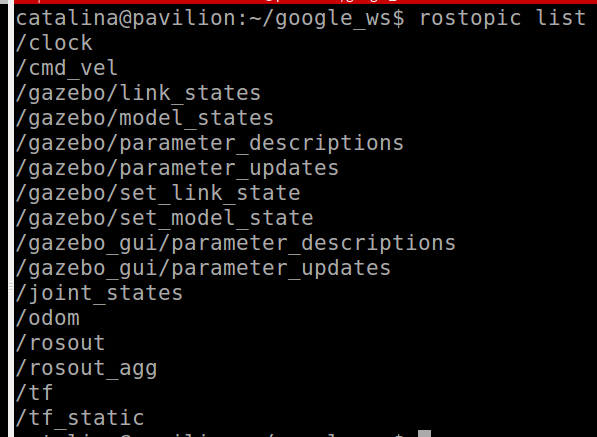 catalina@pavilion:~/google_ws$ rostopic list
/clock
/cmd_vel
/gazebo/link_states
/gazebo/model_states
/gazebo/parameter_descriptions
/gazebo/parameter_updates
/gazebo/set_link_state
/gazebo/set_model_state
/gazebo_gui/parameter_descriptions
/gazebo_gui/parameter_updates
/joint_states
/odom
/rosout
/rosout_agg
/tf
/tf_static